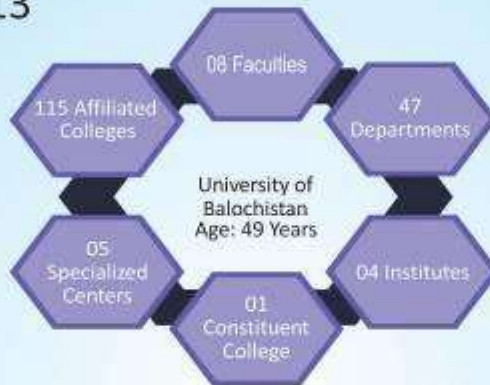 13
08 Faculties
47
Departments
04 Institutes
01
Constituent
College
05
Specialized
Centers
115 Affiliated
Colleges
University of
Balochistan
Age: 49 Years